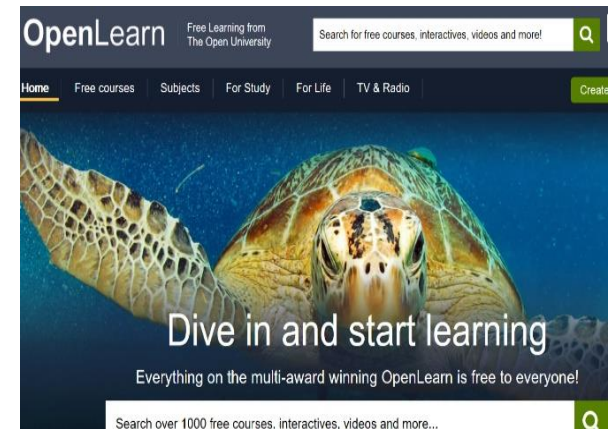 OpenLearn
Free Learning from
The Open University
Search for free courses, interactives, videos and more!
Home Free courses Subjects For Study For Life TV & Radio Create
Dive in and start learning
Everything on the multi-award winning OpenLearn is free to everyone!
Search over 1000 free courses, interactives, videos and more...